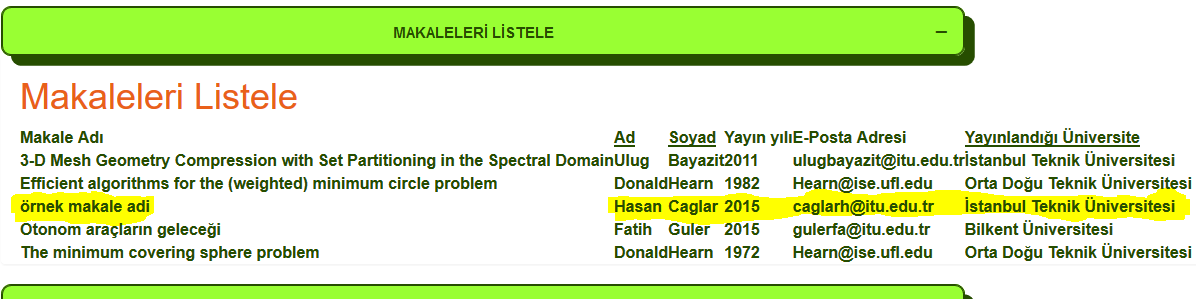 MAKALELERİ LİSTELE −
Makaleleri Listele
Makale Adı Ad Soyad Yayın yılı E-Posta Adresi Yayınlandığı Üniversite
3-D Mesh Geometry Compression with Set Partitioning in the Spectral Domain Ulug Bayazit 2011 ulugbayazit@itu.edu.tr İstanbul Teknik Üniversitesi
Efficient algorithms for the (weighted) minimum circle problem Donald Hearn 1982 Hearn@ise.ufl.edu Orta Doğu Teknik Üniversitesi
örnek makale adi Hasan Caglar 2015 caglarh@itu.edu.tr İstanbul Teknik Üniversitesi
Otonom araçların geleceği Fatih Guler 2015 gulerfa@itu.edu.tr Bilkent Üniversitesi
The minimum covering sphere problem Donald Hearn 1972 Hearn@ise.ufl.edu Orta Doğu Teknik Üniversitesi